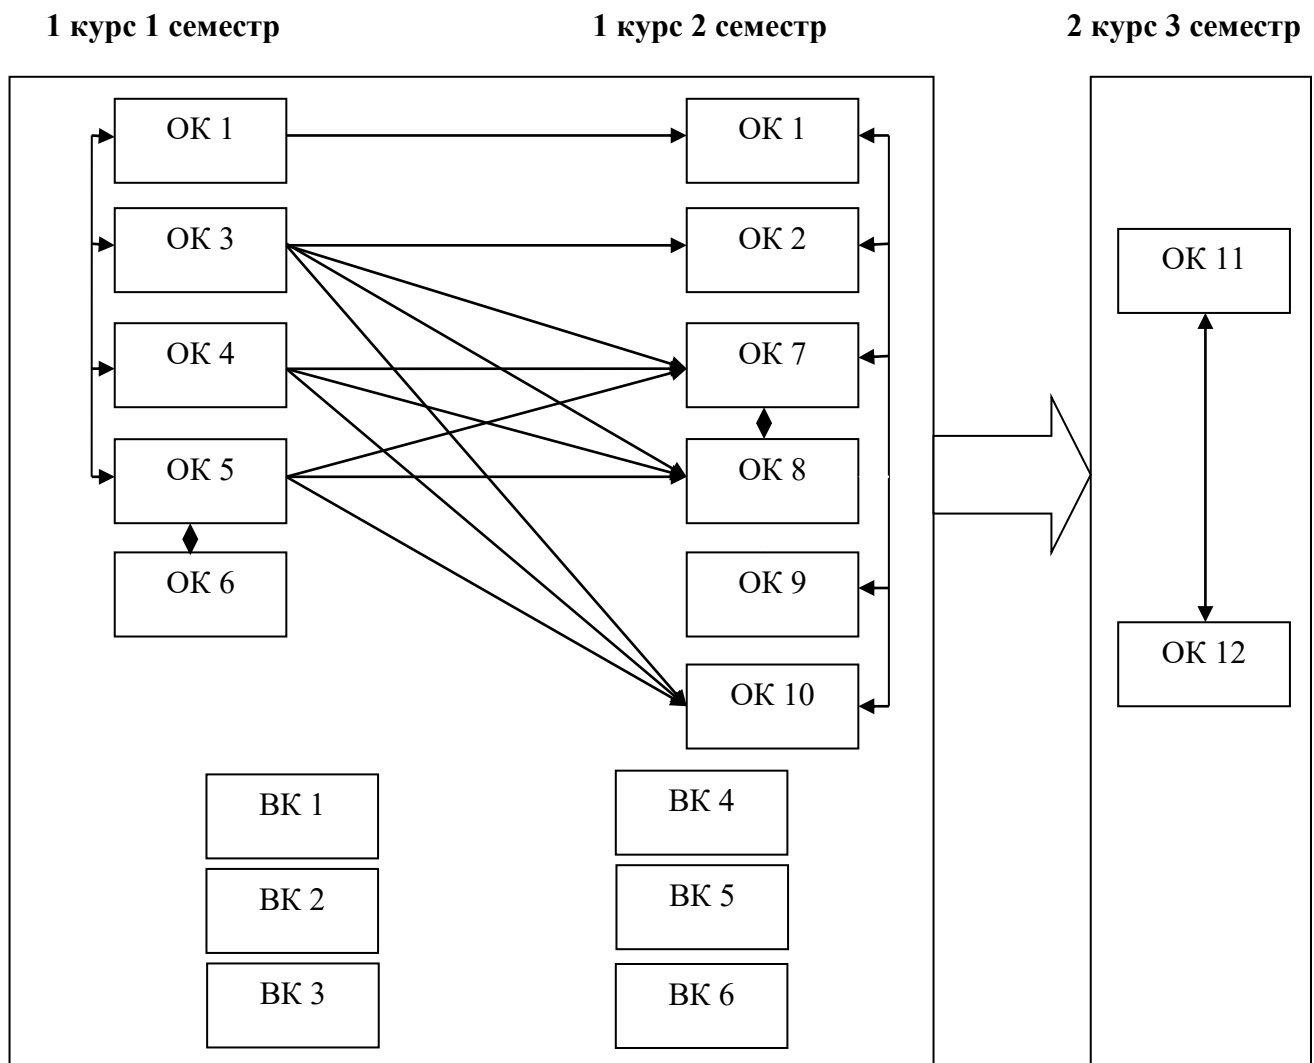 1 курс 1 семестр
1 курс 2 семестр
2 курс 3 семестр
ОК 1
ОК 1
ОК 3
ОК 2
ОК 11
ОК 4
ОК 7
ОК 5
ОК 8
ОК 6
ОК 9
ОК 12
ОК 10
ВК 1
ВК 4
ВК 2
ВК 5
ВК 3
ВК 6